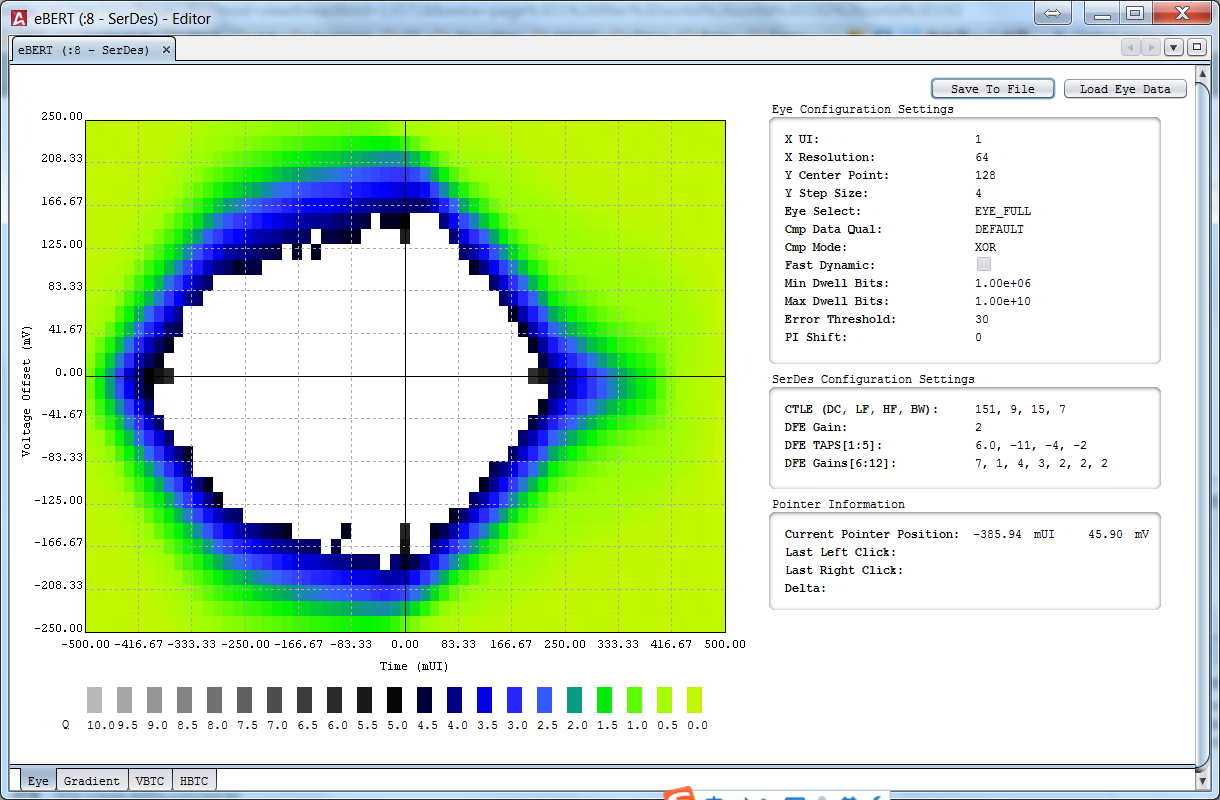 eBERT (:8 - SerDes) - Editor
eBERT (:8 - SerDes) ×
Save To File
Load Eye Data
Eye Configuration Settings
X UI: 1
X Resolution: 64
Y Center Point: 128
Y Step Size: 4
Eye Select: EYE_FULL
Cmp Data Qual: DEFAULT
Cmp Mode: XOR
Fast Dynamic:
Min Dwell Bits: 1.00e+06
Max Dwell Bits: 1.00e+10
Error Threshold: 30
PI Shift: 0
SerDes Configuration Settings
CTLE (DC, LF, HF, BW): 151, 9, 15, 7
DFE Gain: 2
DFE TAPS[1:5]: 6.0, -11, -4, -2
DFE Gains[6:12]: 7, 1, 4, 3, 2, 2, 2
Pointer Information
Current Pointer Position: -385.94 mUI 45.90 mV
Last Left Click:
Last Right Click:
Delta:
Voltage Offset (mV)
250.00
208.33
166.67
125.00
83.33
41.67
0.00
-41.67
-83.33
-125.00
-166.67
-208.33
-250.00
-500.00 -416.67 -333.33 -250.00 -166.67 -83.33 0.00 83.33 166.67 250.00 333.33 416.67 500.00
Time (mUI)
Q 10.0 9.5 9.0 8.5 8.0 7.5 7.0 6.5 6.0 5.5 5.0 4.5 4.0 3.5 3.0 2.5 2.0 1.5 1.0 0.5 0.0
Eye Gradient VBTC HBTC